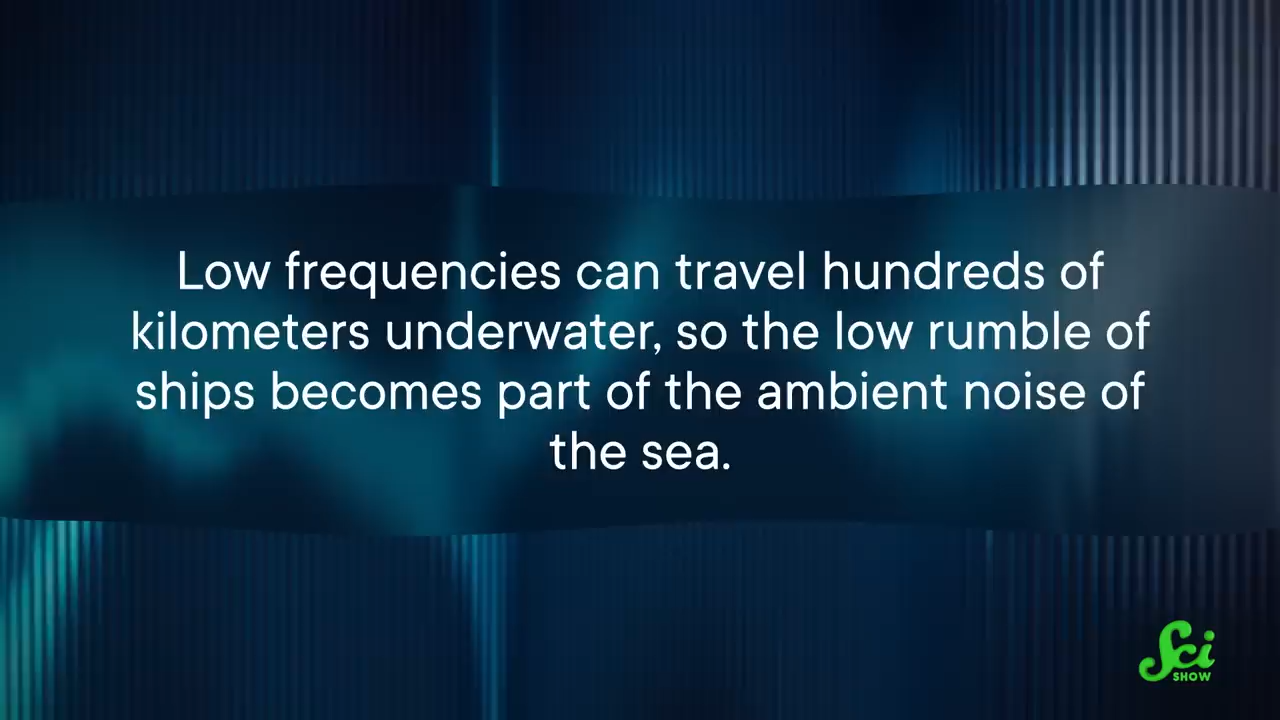 Low frequencies can travel hundreds of
kilometers underwater, so the low rumble of
ships becomes part of the ambient noise of
the sea.
Sci
SHOW